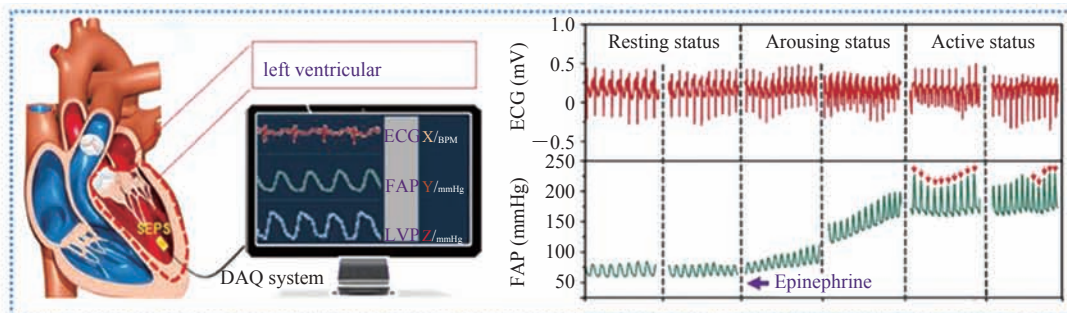 left ventricular
SEPS
DAQ system
ECG X/BPM
FAP Y/mmHg
LVP Z/mmHg
Resting status
Arousing status
Active status
ECG (mV)
1.0
0.5
0
−0.5
FAP (mmHg)
250
200
150
100
50
Epinephrine